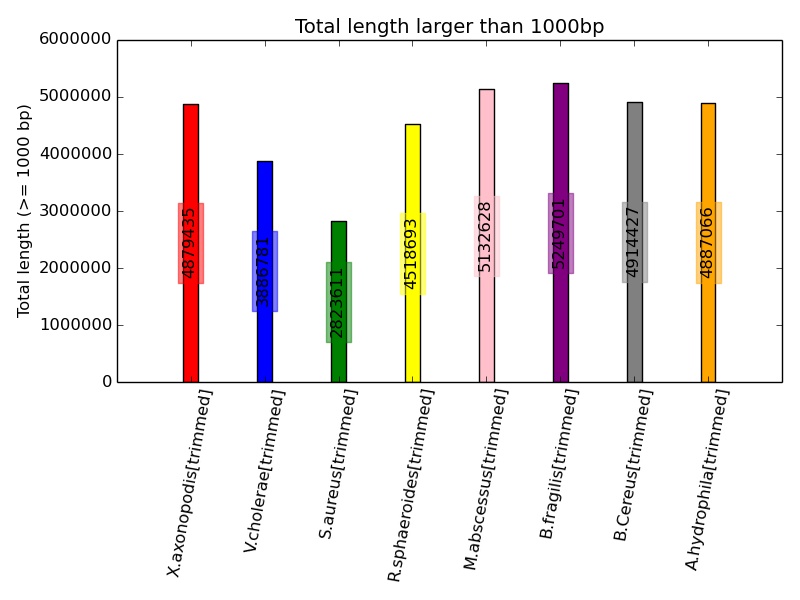 Total length larger than 1000bp
Total length (>= 1000 bp)
6000000
5000000
4000000
3000000
2000000
1000000
0
4879435
3886781
2823611
4518693
5132628
5249701
4914427
4887066
X.axonopodis[trimmed]
V.cholerae[trimmed]
S.aureus[trimmed]
R.sphaeroides[trimmed]
M.abscessus[trimmed]
B.fragilis[trimmed]
B.Cereus[trimmed]
A.hydrophila[trimmed]